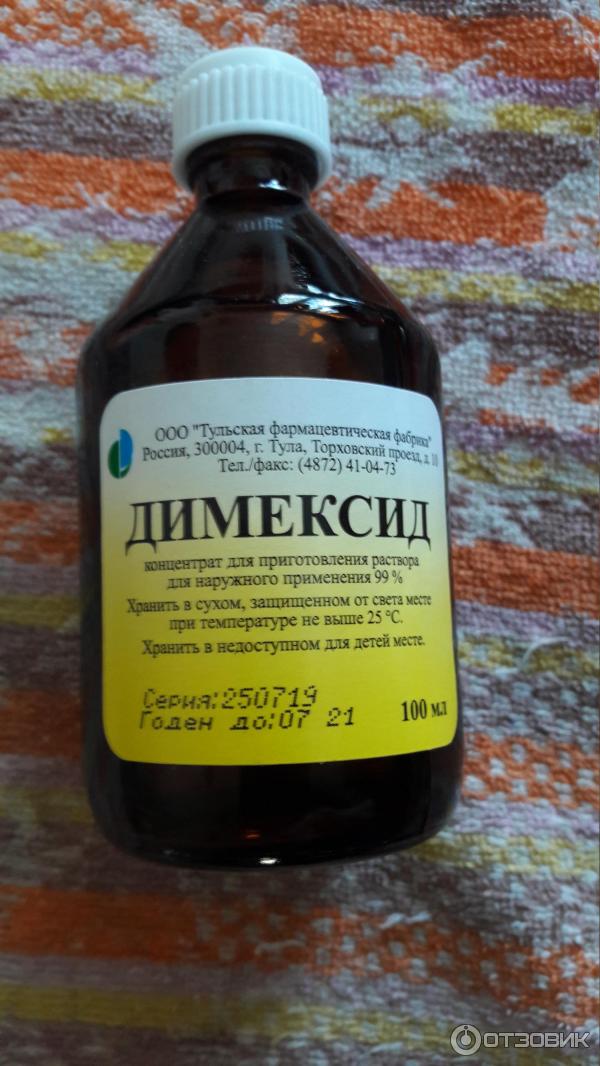 ООО "Тульская фармацевтическая фабрика"
Россия, 300004, г. Тула, Торховский проезд, д. 10
Тел./факс: (4872) 41-04-73
ДИМЕКСИД
концентрат для приготовления раствора
для наружного применения 99 %
Хранить в сухом, защищенном от света месте
при температуре не выше 25 °С.
Хранить в недоступном для детей месте.
Серия:250719
Годен до:07 21
100 мл
ОТЗОВИК